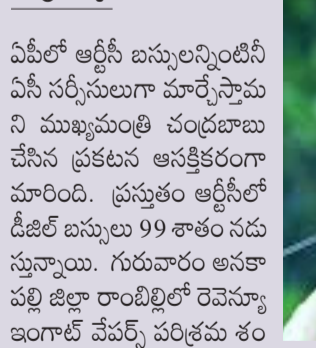 ఏపీలో ఆర్టీసీ బస్సులన్నింటినీ
ఏసీ సర్వీసులుగా మార్చేస్తామ
ని ముఖ్యమంత్రి చంద్రబాబు
చేసిన ప్రకటన ఆసక్తికరంగా
మారింది. ప్రస్తుతం ఆర్టీసీలో
డీజిల్ బస్సులు 99 శాతం నడు
స్తున్నాయి. గురువారం అనకా
పల్లి జిల్లా రాంబిల్లిలో రెవెన్యూ
ఇంగాట్ వేపర్స్ పరిశ్రమ శం